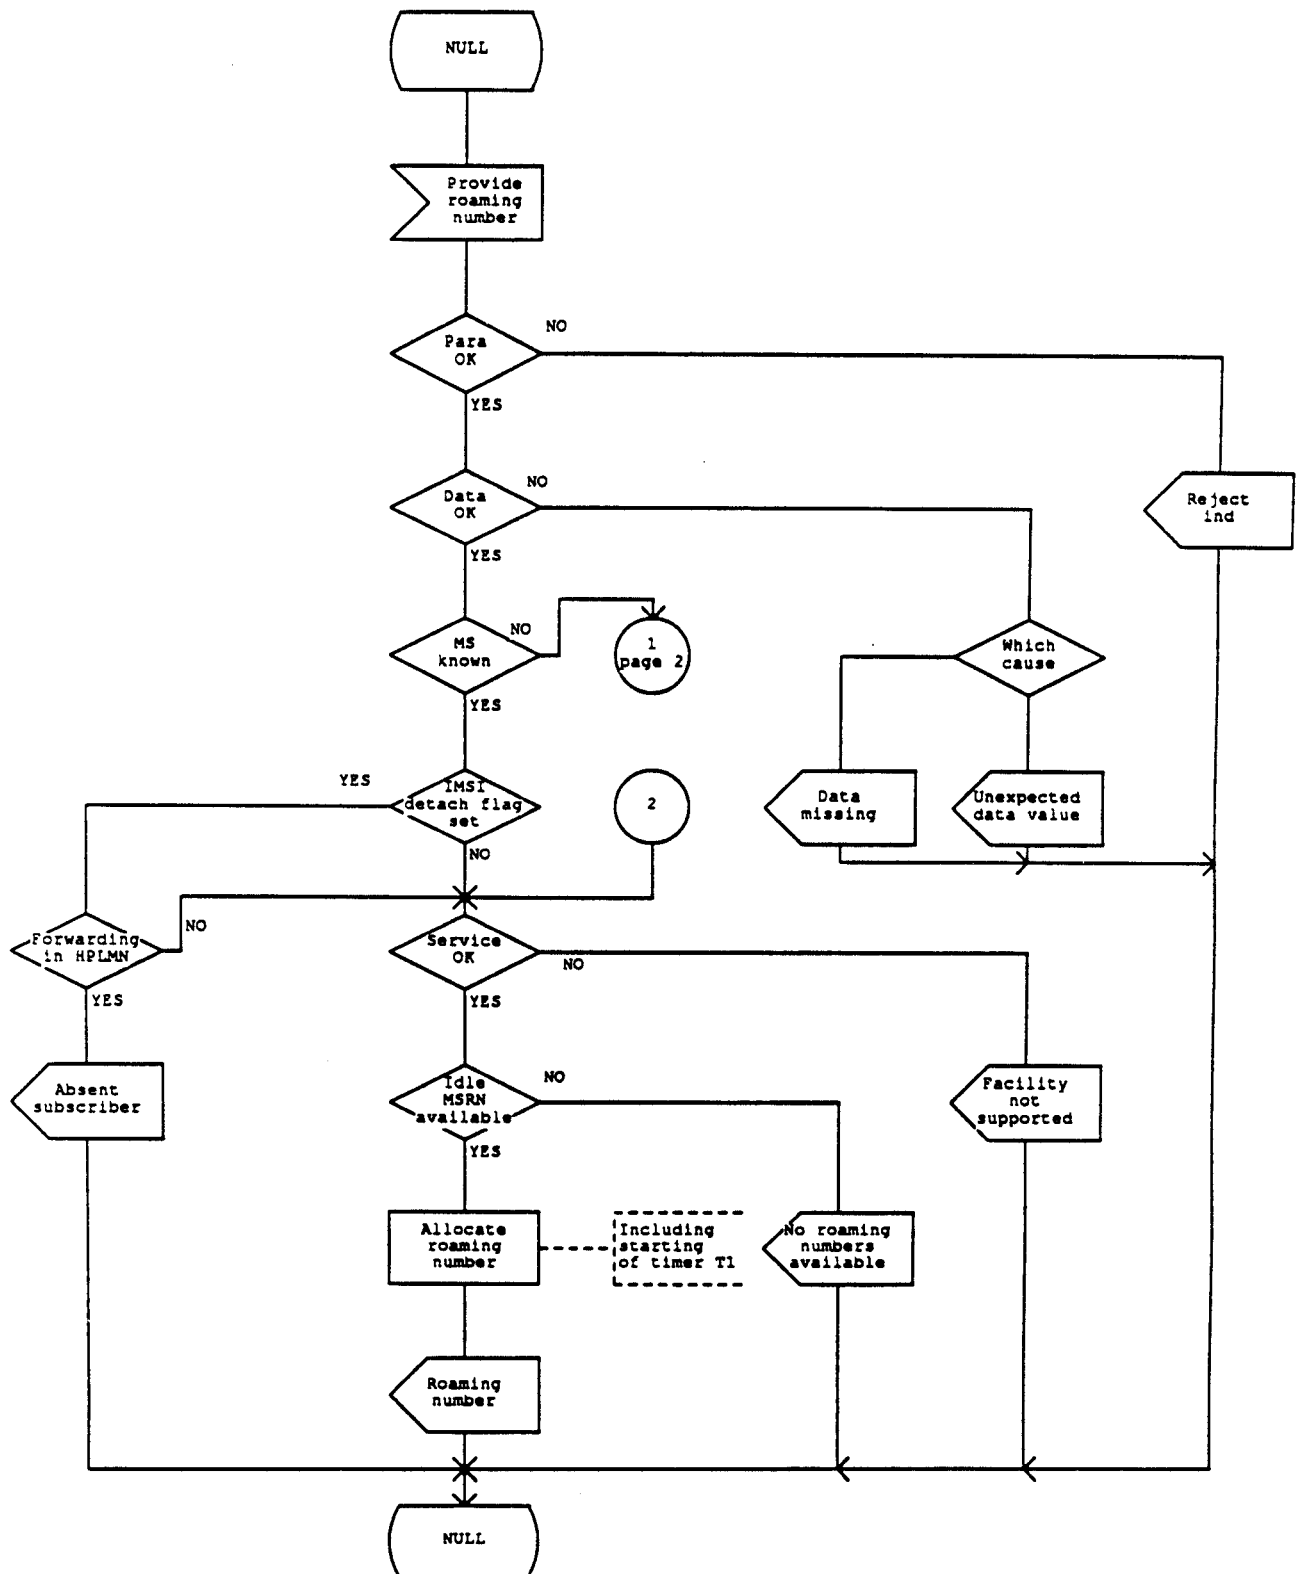 NULL
Provide
roaming
number
NO
Para
OK
YES
NO
Data
OK
YES
Reject
ind
NO
MS
known
YES
1
page 2
Which
cause
YES
IMSI
detach flag
set
NO
2
Data
missing
Unexpected
data value
NO
Forwarding
in HPLMN
YES
Service
OK
NO
YES
Absent
subscriber
NO
Idle
MSRN
available
YES
Facility
not
supported
Allocate
roaming
number
Including
starting
of timer T1
No roaming
numbers
available
Roaming
number
NULL